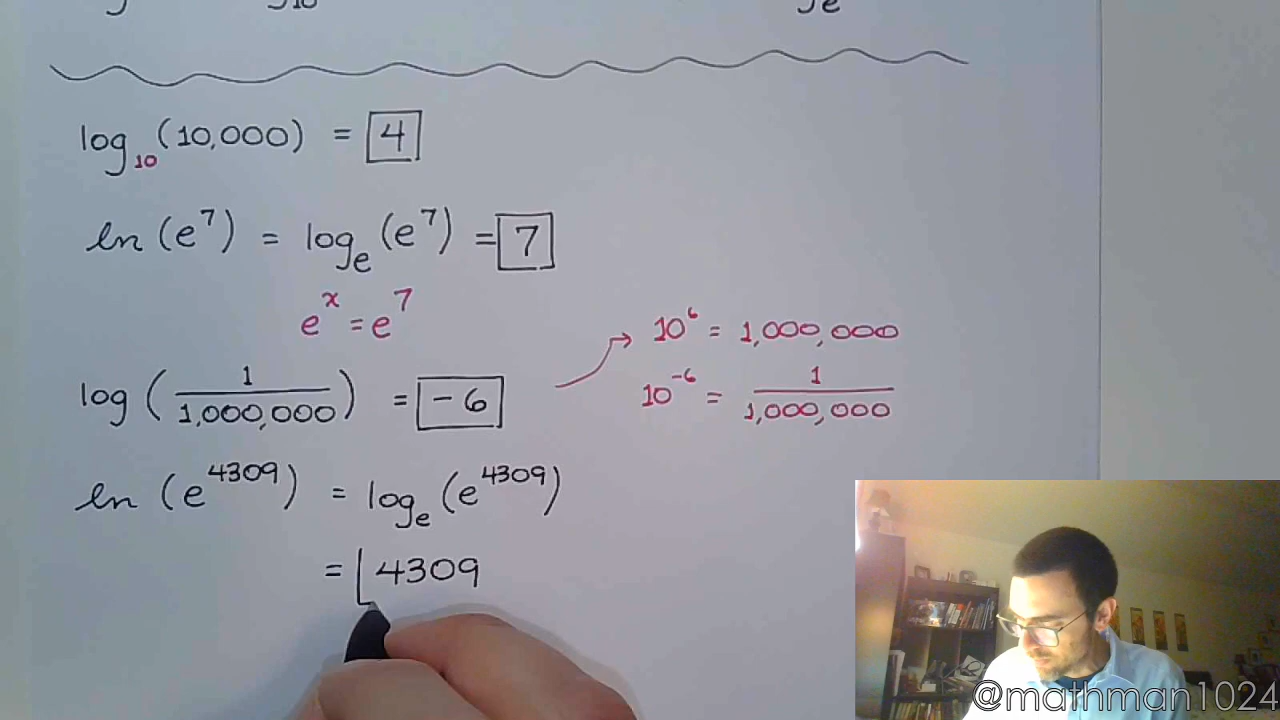 log₁₀(10,000) = 4
ln(e⁷) = logₑ(e⁷) = 7
eˣ = e⁷
10⁶ = 1,000,000
log(1/1,000,000) = -6
10⁻⁶ = 1/1,000,000
ln(e⁴³⁰⁹) = logₑ(e⁴³⁰⁹)
= 4309
@mathman1024